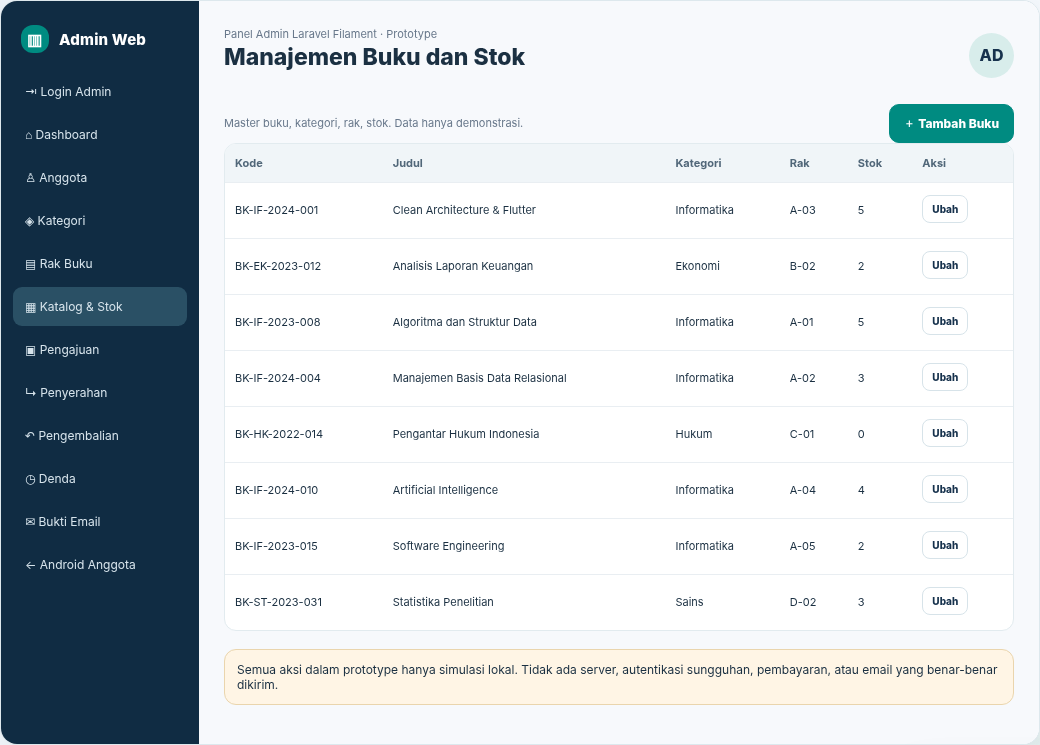 Admin Web
⇥ Login Admin
⌂ Dashboard
♙ Anggota
◈ Kategori
▤ Rak Buku
▦ Katalog & Stok
▣ Pengajuan
↳ Penyerahan
↶ Pengembalian
◷ Denda
✉ Bukti Email
← Android Anggota
Panel Admin Laravel Filament · Prototype
Manajemen Buku dan Stok
AD
Master buku, kategori, rak, stok. Data hanya demonstrasi.
+ Tambah Buku
Kode Judul Kategori Rak Stok Aksi
BK-IF-2024-001 Clean Architecture & Flutter Informatika A-03 5 Ubah
BK-EK-2023-012 Analisis Laporan Keuangan Ekonomi B-02 2 Ubah
BK-IF-2023-008 Algoritma dan Struktur Data Informatika A-01 5 Ubah
BK-IF-2024-004 Manajemen Basis Data Relasional Informatika A-02 3 Ubah
BK-HK-2022-014 Pengantar Hukum Indonesia Hukum C-01 0 Ubah
BK-IF-2024-010 Artificial Intelligence Informatika A-04 4 Ubah
BK-IF-2023-015 Software Engineering Informatika A-05 2 Ubah
BK-ST-2023-031 Statistika Penelitian Sains D-02 3 Ubah
Semua aksi dalam prototype hanya simulasi lokal. Tidak ada server, autentikasi sungguhan, pembayaran, atau email yang benar-benar
dikirim.